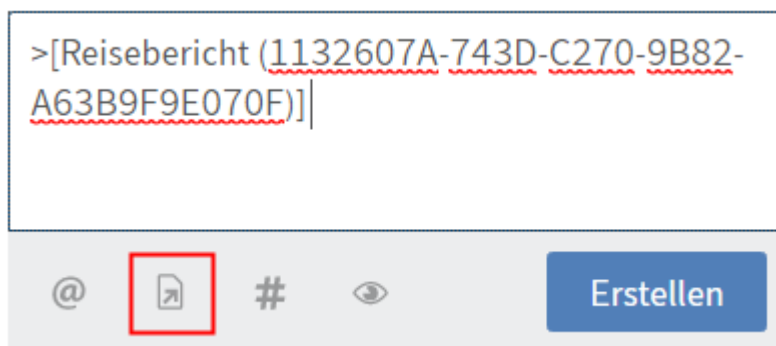 >[Reisebericht (1132607A-743D-C270-9B82-
A63B9F9E070F)]
@ # Erstellen